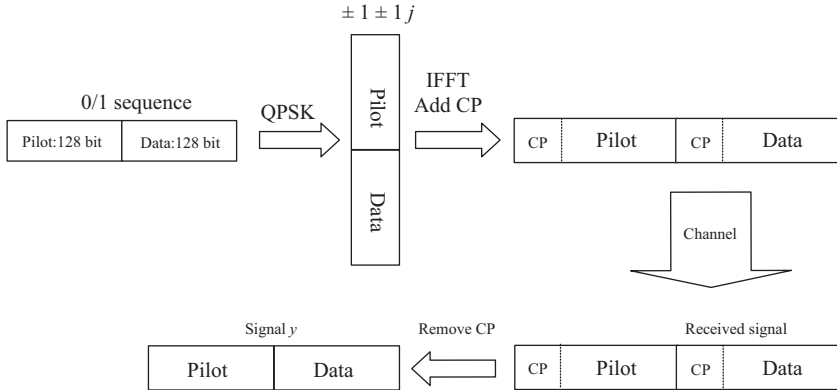 ± 1 ± 1 j
0/1 sequence
Pilot:128 bit
Data:128 bit
QPSK
Pilot
Data
IFFT
Add CP
CP
Pilot
CP
Data
Channel
Signal y
Pilot
Data
Remove CP
Received signal
CP
Pilot
CP
Data